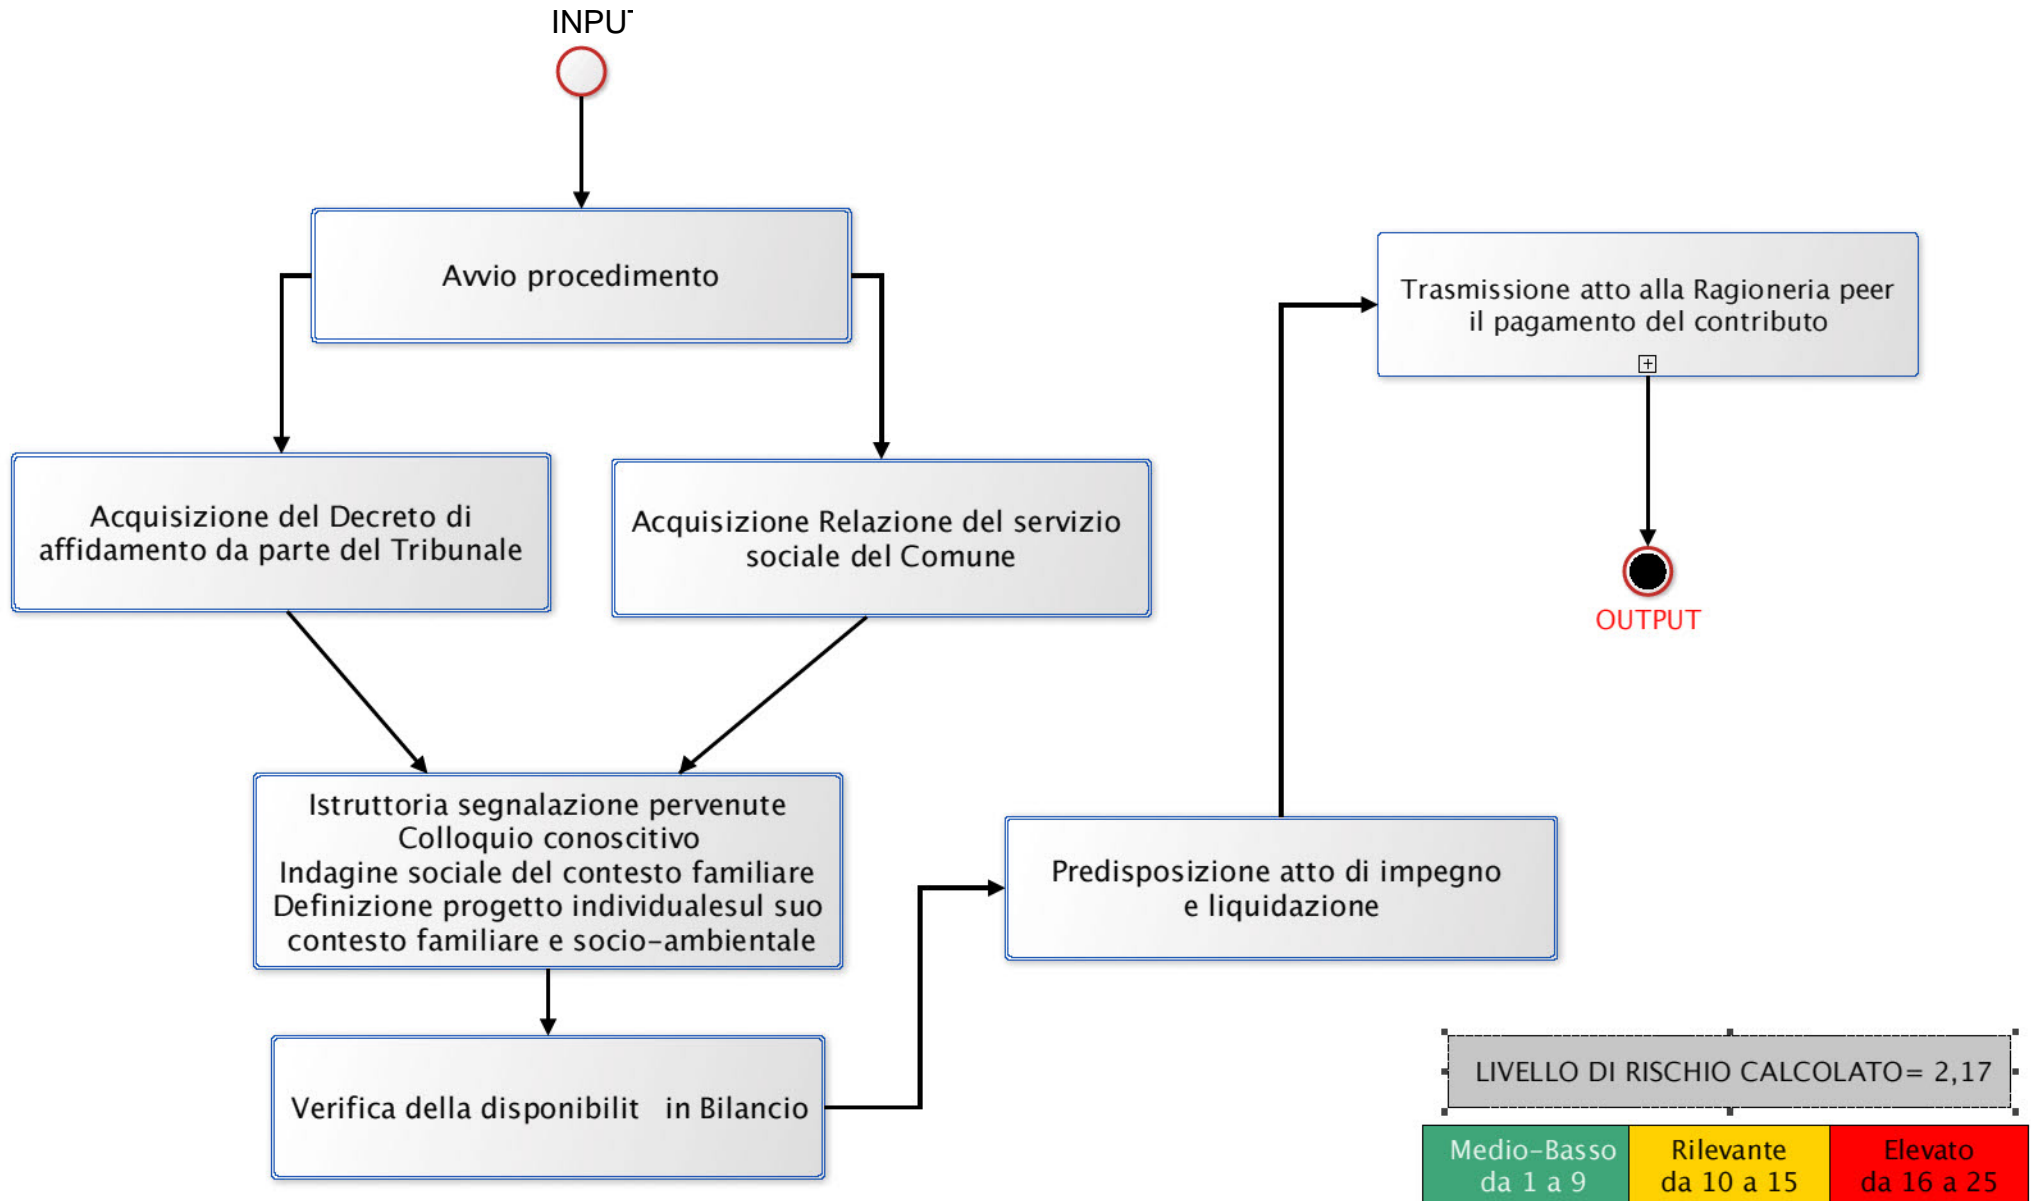 INPUT
Avvio procedimento
Acquisizione del Decreto di
affidamento da parte del Tribunale
Acquisizione Relazione del servizio
sociale del Comune
Istruttoria segnalazione pervenute
Colloquio conoscitivo
Indagine sociale del contesto familiare
Definizione progetto individualesul suo
contesto familiare e socio-ambientale
Verifica della disponibilit in Bilancio
Predisposizione atto di impegno
e liquidazione
Trasmissione atto alla Ragioneria peer
il pagamento del contributo
OUTPUT
LIVELLO DI RISCHIO CALCOLATO= 2,17
Medio-Basso
da 1 a 9
Rilevante
da 10 a 15
Elevato
da 16 a 25